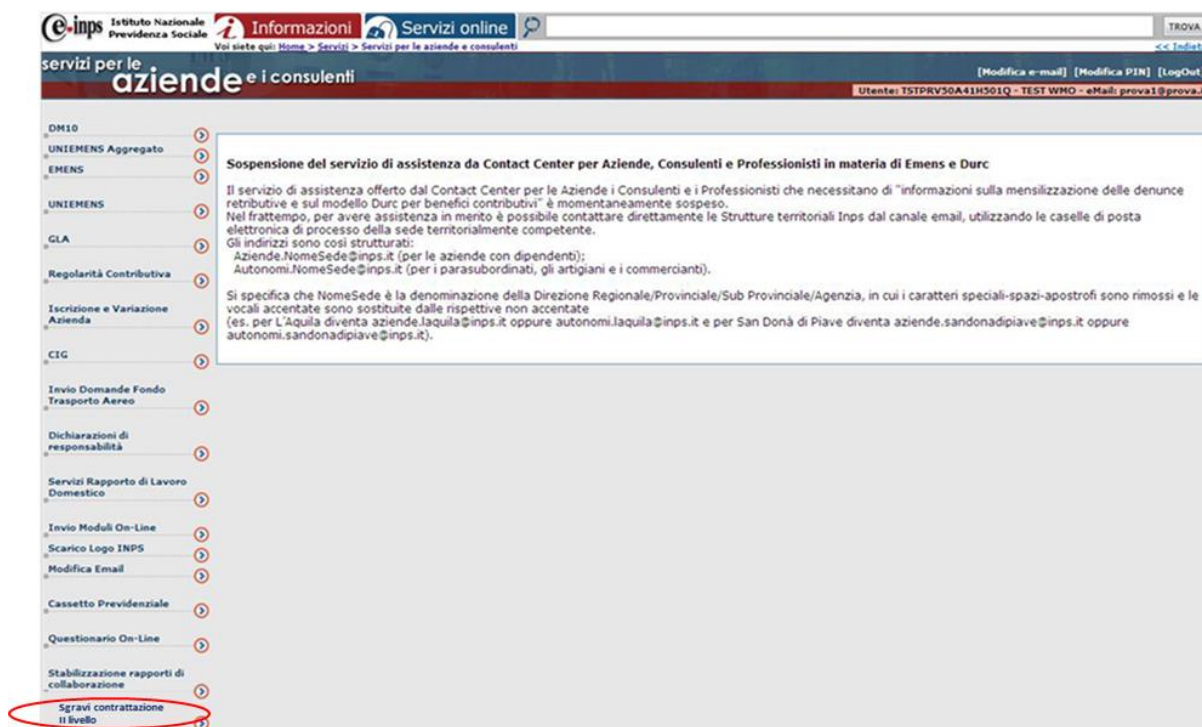 e-inps Istituto Nazionale
Previdenza Sociale
Informazioni
Servizi online
TROVA
Voi siete qui: Home > Servizi > Servizi per le aziende e consulenti
<< Indiet
servizi per le
aziende e i consulenti
[Modifica e-mail] [Modifica PIN] [LogOut
Utente: TSTPRV50A41H501Q - TEST WMO - eMail: prova1@prova.i
DM10
UNIEMENS Aggregato
EMENS
UNIEMENS
GLA
Regolarità Contributiva
Iscrizione e Variazione
Azienda
CIG
Invio Domande Fondo
Trasporto Aereo
Dichiarazioni di
responsabilità
Servizi Rapporto di Lavoro
Domestico
Invio Moduli On-Line
Scarico Logo INPS
Modifica Email
Cassetto Previdenziale
Questionario On-Line
Stabilizzazione rapporti di
collaborazione
Sgravi contrattazione
II livello
Sospensione del servizio di assistenza da Contact Center per Aziende, Consulenti e Professionisti in materia di Emens e Durc
Il servizio di assistenza offerto dal Contact Center per le Aziende i Consulenti e i Professionisti che necessitano di "informazioni sulla mensilizzazione delle denunce
retributive e sul modello Durc per benefici contributivi" è momentaneamente sospeso.
Nel frattempo, per avere assistenza in merito è possibile contattare direttamente le Strutture territoriali Inps dal canale email, utilizzando le caselle di posta
elettronica di processo della sede territorialmente competente.
Gli indirizzi sono così strutturati:
Aziende.NomeSede@inps.it (per le aziende con dipendenti);
Autonomi.NomeSede@inps.it (per i parasubordinati, gli artigiani e i commercianti).
Si specifica che NomeSede è la denominazione della Direzione Regionale/Provinciale/Sub Provinciale/Agenzia, in cui i caratteri speciali-spazi-apostrofi sono rimossi e le
vocali accentate sono sostituite dalle rispettive non accentate
(es. per L'Aquila diventa aziende.laquila@inps.it oppure autonomi.laquila@inps.it e per San Donà di Piave diventa aziende.sandonadipiave@inps.it oppure
autonomi.sandonadipiave@inps.it).